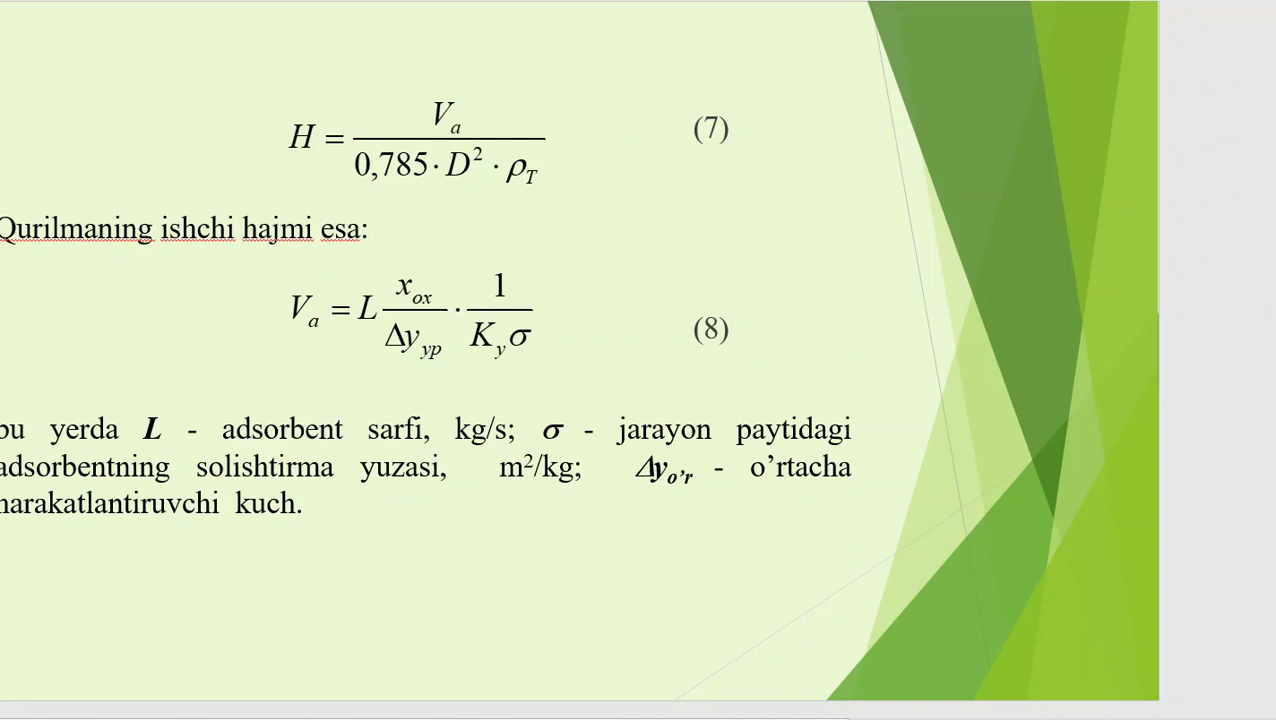 H = V_a / (0,785 · D² · ρ_T) (7)
Qurilmaning ishchi hajmi esa:
V_a = L x_ox / Δy_yp · 1 / (K_y σ) (8)
bu yerda L - adsorbent sarfi, kg/s; σ - jarayon paytidagi
adsorbentning solishtirma yuzasi, m²/kg; Δy_o’r - o’rtacha
harakatlantiruvchi kuch.